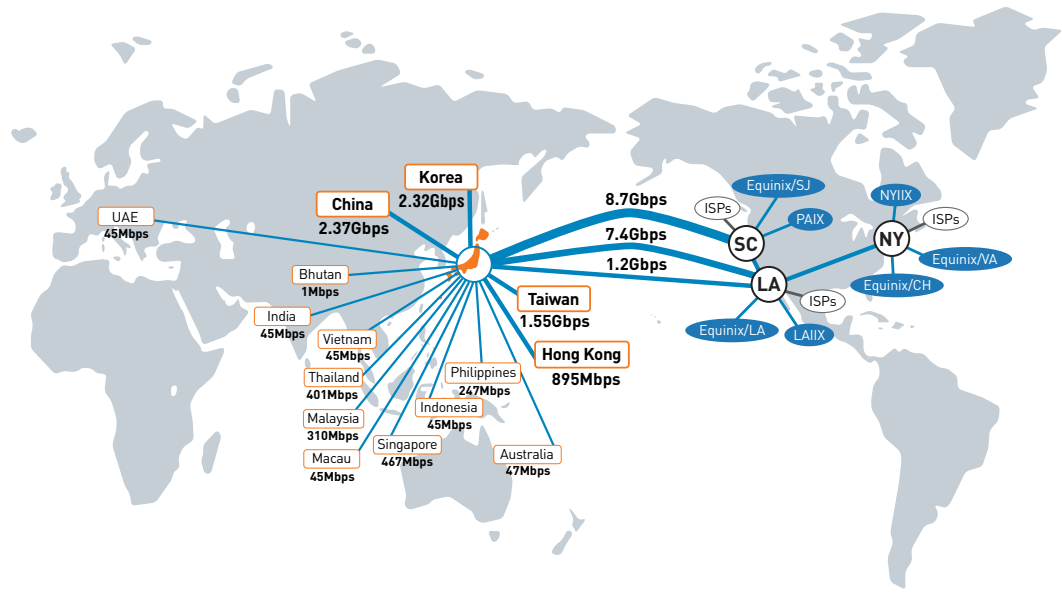 Korea
2.32Gbps
China
2.37Gbps
UAE
45Mbps
Bhutan
1Mbps
India
45Mbps
Vietnam
45Mbps
Thailand
401Mbps
Malaysia
310Mbps
Macau
45Mbps
Singapore
467Mbps
Indonesia
45Mbps
Philippines
247Mbps
Australia
47Mbps
Taiwan
1.55Gbps
Hong Kong
895Mbps
8.7Gbps
7.4Gbps
1.2Gbps
ISPs
Equinix/SJ
PAIX
SC
LA
ISPs
Equinix/LA
LAIIX
NYIIX
ISPs
NY
Equinix/VA
Equinix/CH